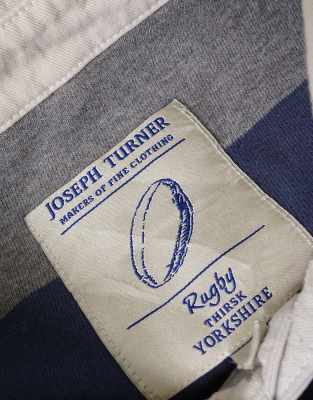 JOSEPH TURNER
MAKERS OF FINE CLOTHING
Rugby
THIRSK
YORKSHIRE